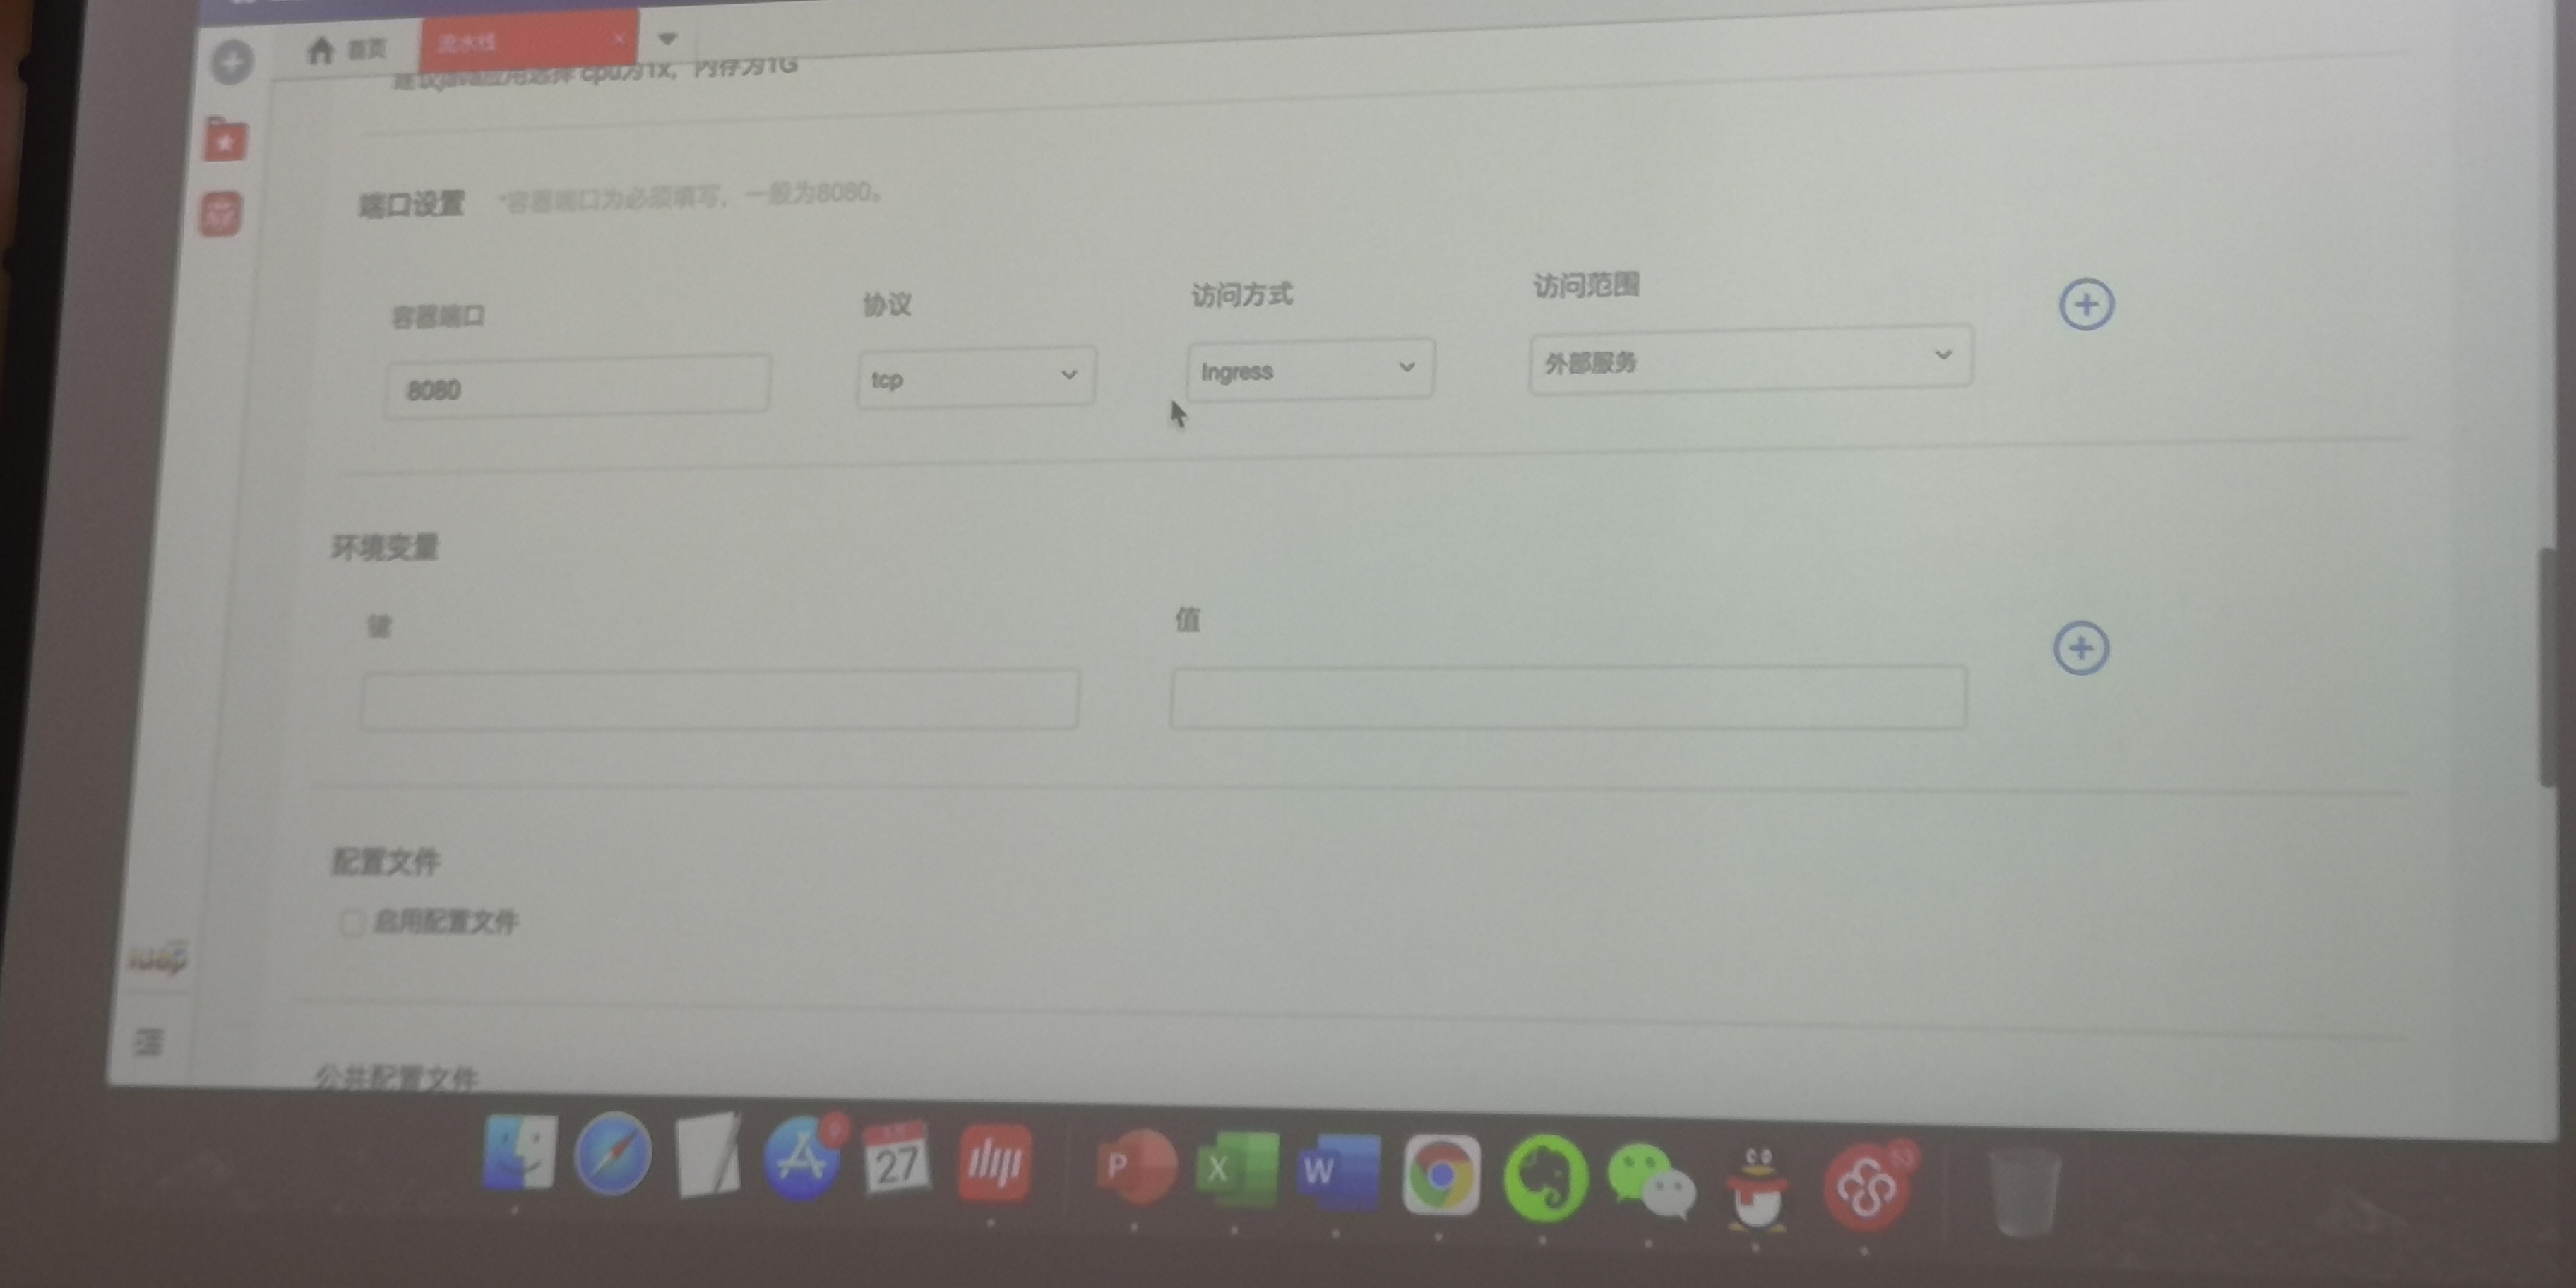 首页
流水线
建议java应用选择 cpu为1x，内存为1G
端口设置 *容器端口为必须填写，一般为8080。
容器端口 协议 访问方式 访问范围
8080 tcp Ingress 外部服务
环境变量
键 值
配置文件
启用配置文件
iuap
公共配置文件
27
P X W
53